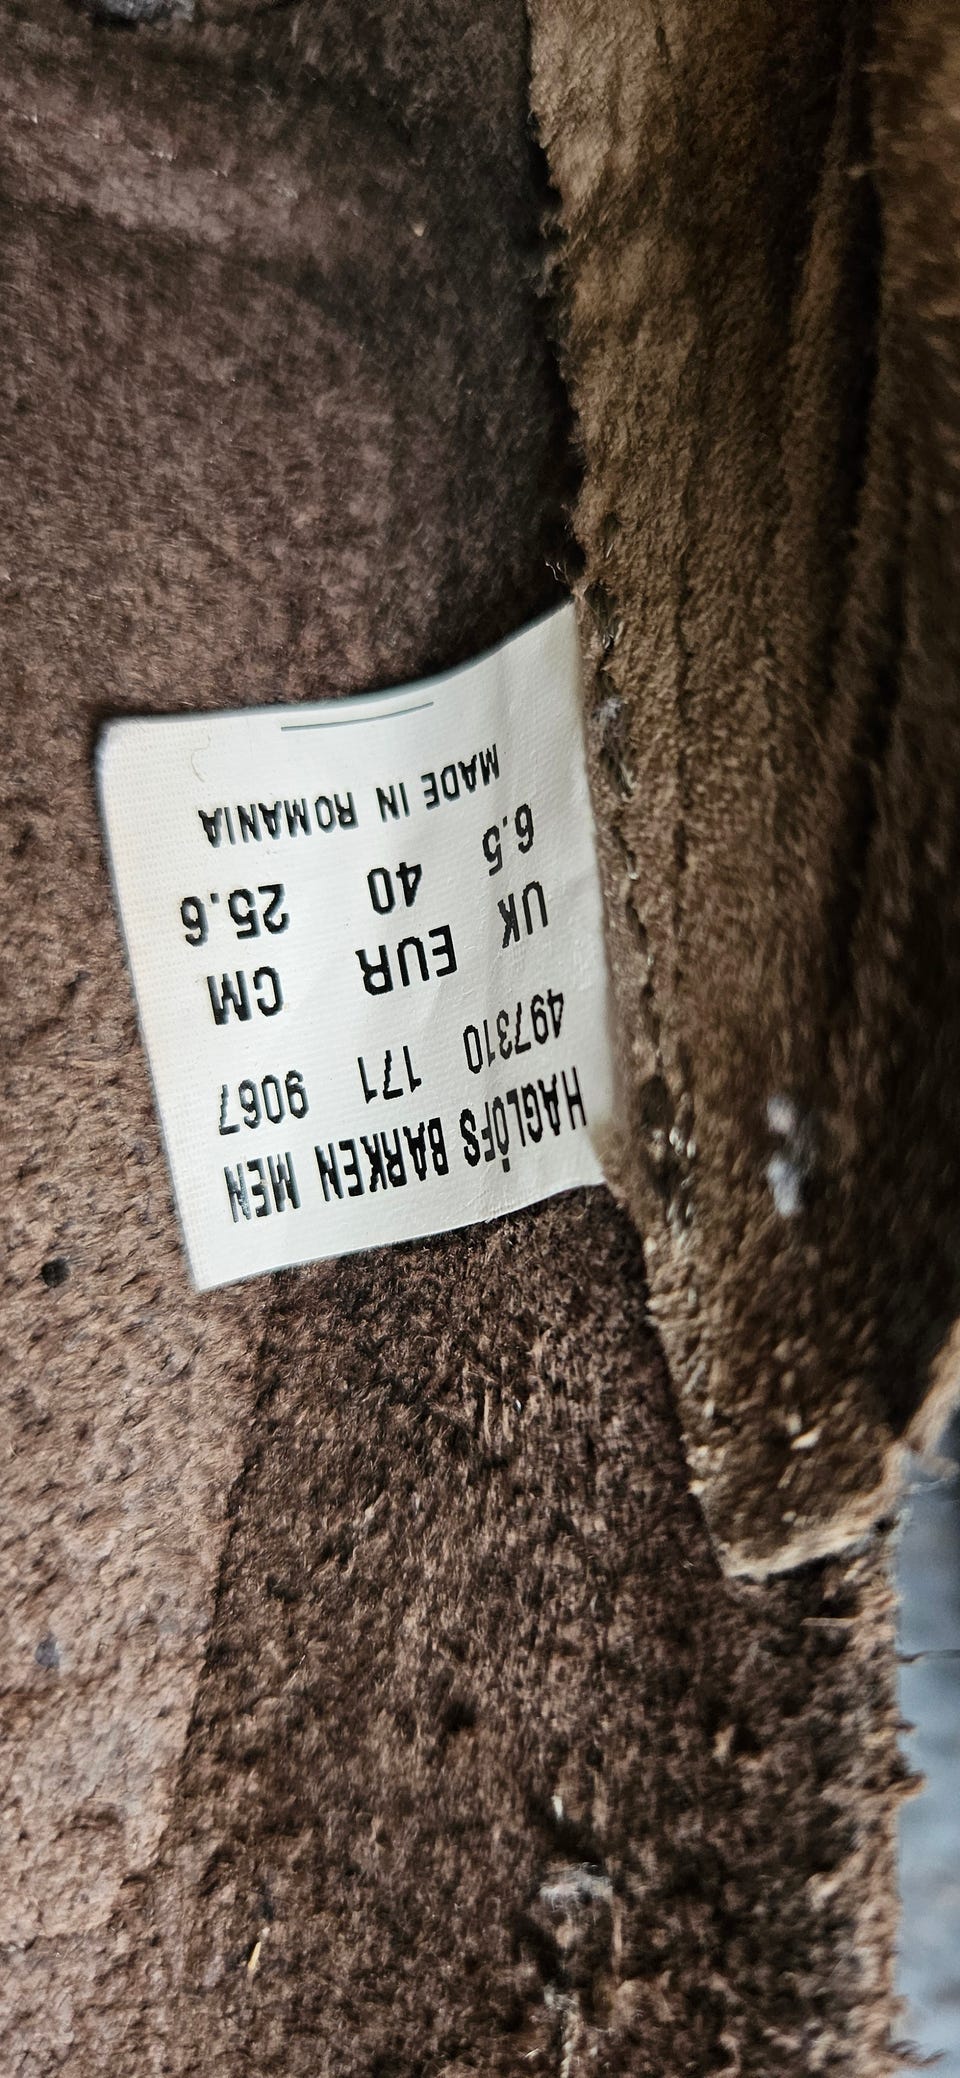 HAGLÖFS BARKEN MEN
497310 171 9067
UK EUR CM
6.5 40 25.6
MADE IN ROMANIA